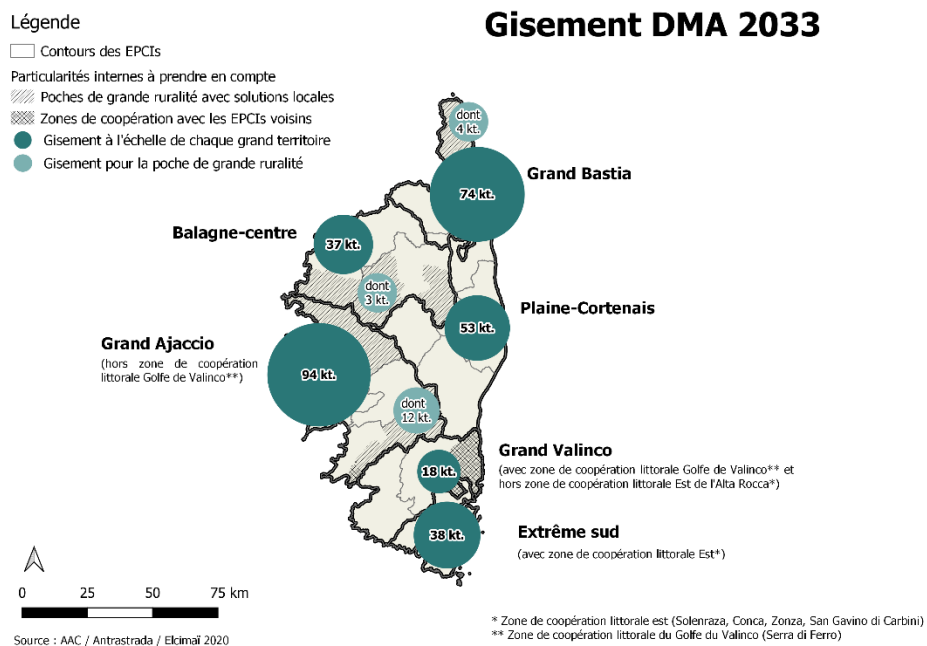 Gisement DMA 2033
Légende
Contours des EPCIs
Particularités internes à prendre en compte
Poches de grande ruralité avec solutions locales
Zones de coopération avec les EPCIs voisins
Gisement à l'échelle de chaque grand territoire
Gisement pour la poche de grande ruralité
dont
4 kt.
Grand Bastia
74 kt.
Balagne-centre
37 kt.
dont
3 kt.
Plaine-Cortenais
53 kt.
Grand Ajaccio
(hors zone de coopération
littorale Golfe de Valinco**)
94 kt.
dont
12 kt.
Grand Valinco
(avec zone de coopération littorale Golfe de Valinco** et
hors zone de coopération littorale Est de l'Alta Rocca*)
18 kt.
Extrême sud
(avec zone de coopération littorale Est*)
38 kt.
0 25 50 75 km
Source : AAC / Antrastrada / Elcimaï 2020
* Zone de coopération littorale est (Solenraza, Conca, Zonza, San Gavino di Carbini)
** Zone de coopération littorale du Golfe du Valinco (Serra di Ferro)